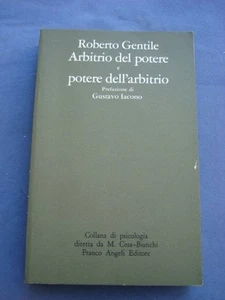 Roberto Gentile
Arbitrio del potere
e
potere dell'arbitrio
Prefazione di
Gustavo Iacono
Collana di psicologia
diretta da M. Cesa-Bianchi
Franco Angeli Editore